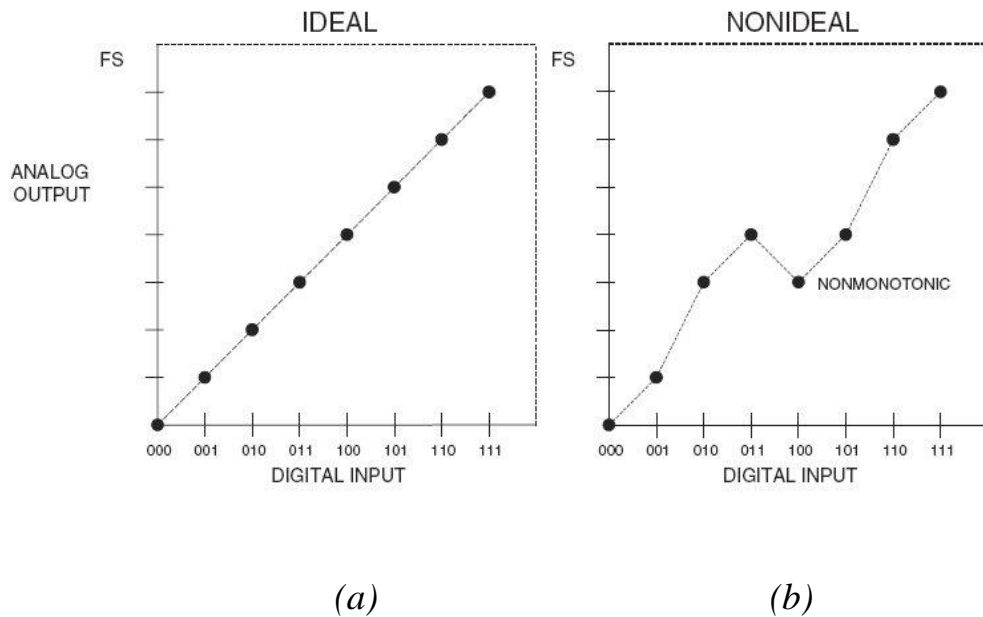 IDEAL
FS
ANALOG
OUTPUT
000 001 010 011 100 101 110 111
DIGITAL INPUT
(a)
NONIDEAL
FS
NONMONOTONIC
000 001 010 011 100 101 110 111
DIGITAL INPUT
(b)